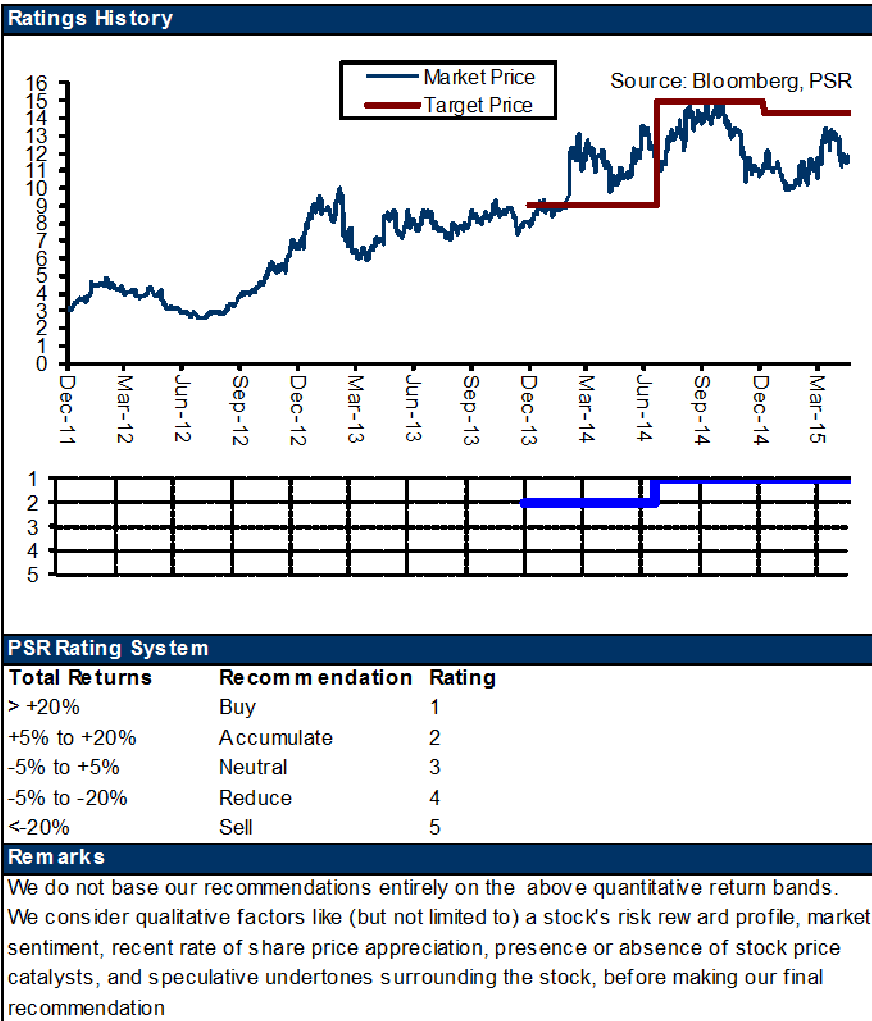 Ratings History
Market Price
Target Price
Source: Bloomberg, PSR
16
15
14
13
12
11
10
9
8
7
6
5
4
3
2
1
0
Dec-11
Mar-12
Jun-12
Sep-12
Dec-12
Mar-13
Jun-13
Sep-13
Dec-13
Mar-14
Jun-14
Sep-14
Dec-14
Mar-15
1
2
3
4
5
PSR Rating System
Total Returns Recommendation Rating
> +20% Buy 1
+5% to +20% Accumulate 2
-5% to +5% Neutral 3
-5% to -20% Reduce 4
<-20% Sell 5
Remarks
We do not base our recommendations entirely on the above quantitative return bands.
We consider qualitative factors like (but not limited to) a stock's risk reward profile, market
sentiment, recent rate of share price appreciation, presence or absence of stock price
catalysts, and speculative undertones surrounding the stock, before making our final
recommendation